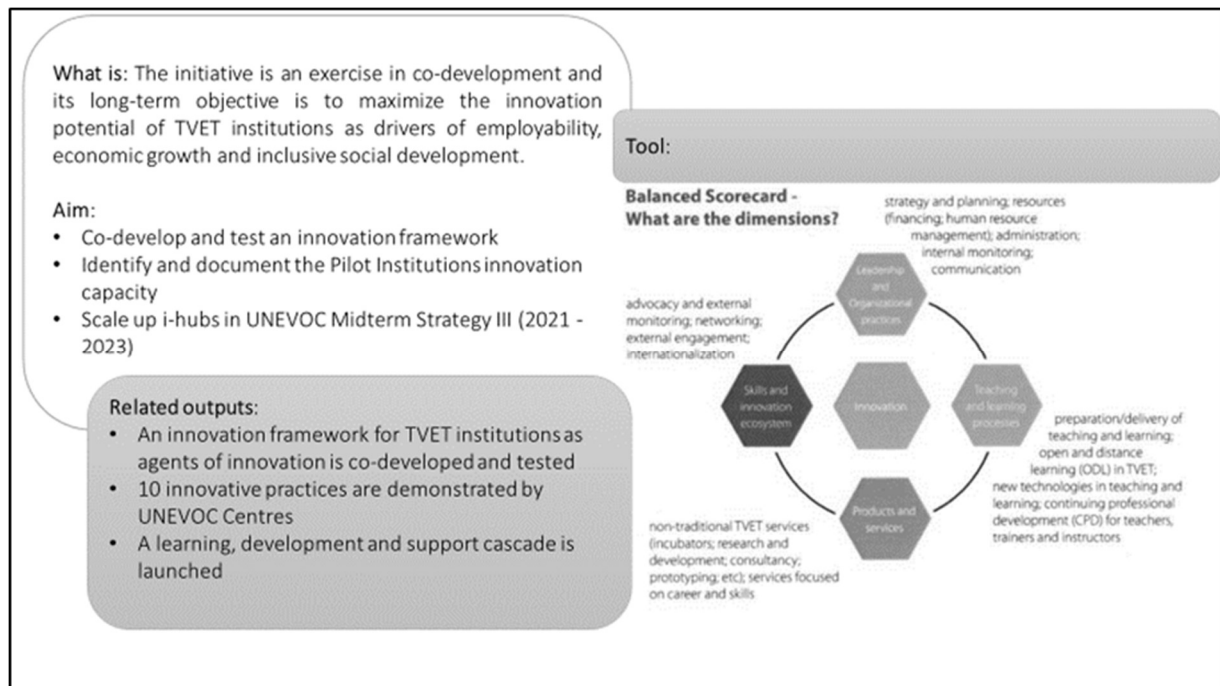 What is: The initiative is an exercise in co-development and
its long-term objective is to maximize the innovation
potential of TVET institutions as drivers of employability,
economic growth and inclusive social development.
Aim:
• Co-develop and test an innovation framework
• Identify and document the Pilot Institutions innovation
capacity
• Scale up i-hubs in UNEVOC Midterm Strategy III (2021 -
2023)
Related outputs:
• An innovation framework for TVET institutions as
agents of innovation is co-developed and tested
• 10 innovative practices are demonstrated by
UNEVOC Centres
• A learning, development and support cascade is
launched
Tool:
Balanced Scorecard -
What are the dimensions?
strategy and planning; resources
(financing; human resource
management); administration;
internal monitoring;
communication
Leadership
and
Organizational
practices
advocacy and external
monitoring; networking;
external engagement;
internationalization
Skills and
innovation
ecosystem
Innovation
Teaching
and learning
processes
preparation/delivery of
teaching and learning;
open and distance
learning (ODL) in TVET;
new technologies in teaching and
learning; continuing professional
development (CPD) for teachers,
trainers and instructors
Products and
services
non-traditional TVET services
(incubators; research and
development; consultancy;
prototyping; etc); services focused
on career and skills